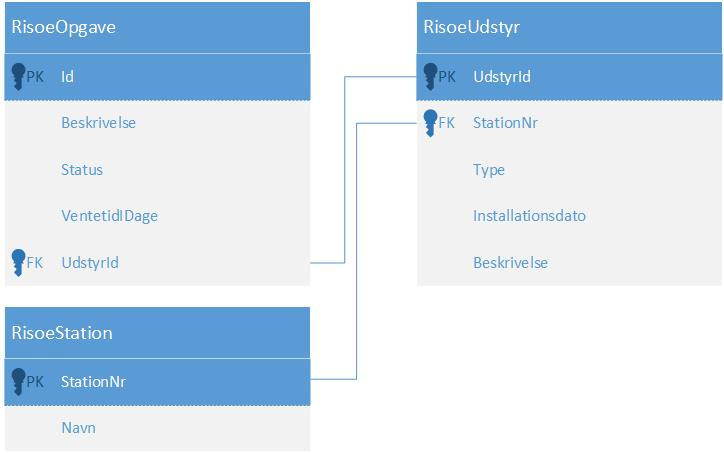 RisoeOpgave
PK Id
Beskrivelse
Status
VentetidIDage
FK UdstyrId
RisoeUdstyr
PK UdstyrId
FK StationNr
Type
Installationsdato
Beskrivelse
RisoeStation
PK StationNr
Navn